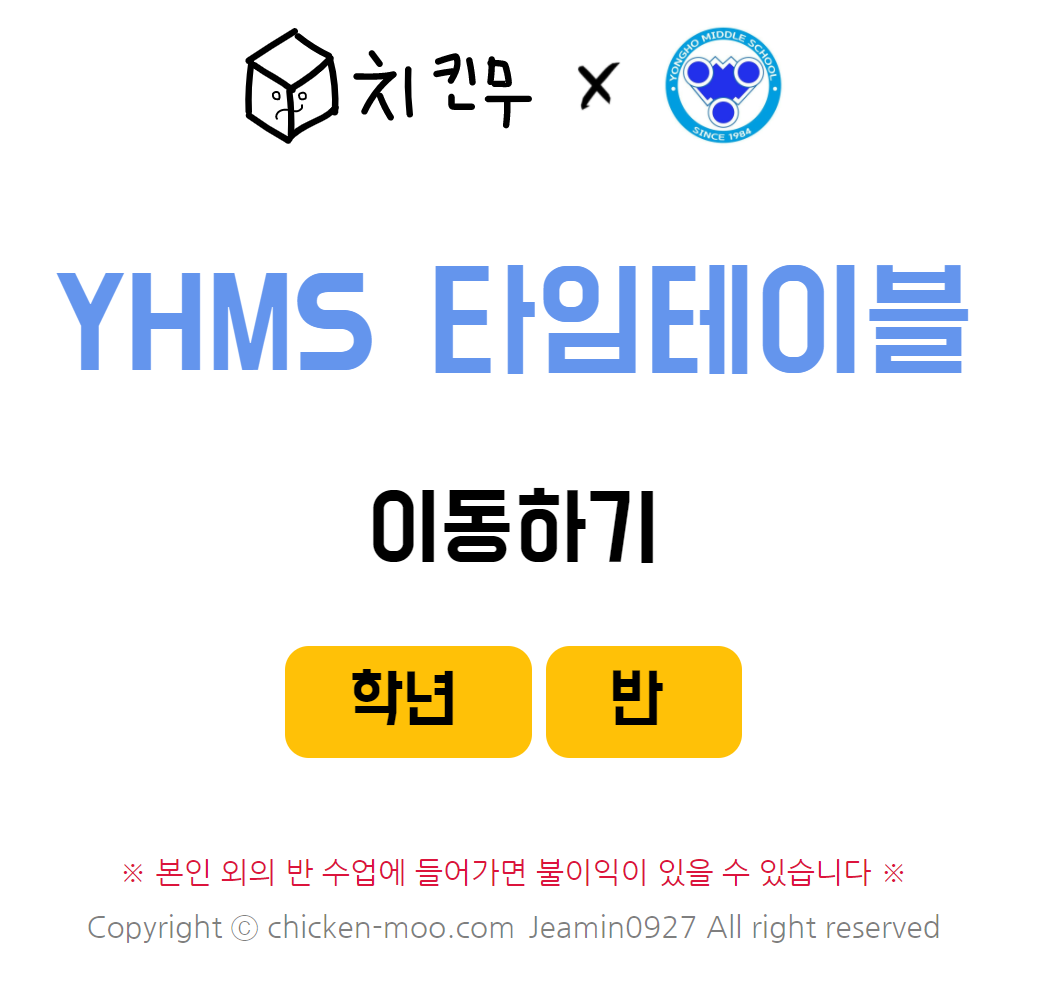 치킨무 X YONGHO MIDDLE SCHOOL SINCE 1984
YHMS 타임테이블
이동하기
학년 반
※ 본인 외의 반 수업에 들어가면 불이익이 있을 수 있습니다 ※
Copyright ⓒ chicken-moo.com Jeamin0927 All right reserved